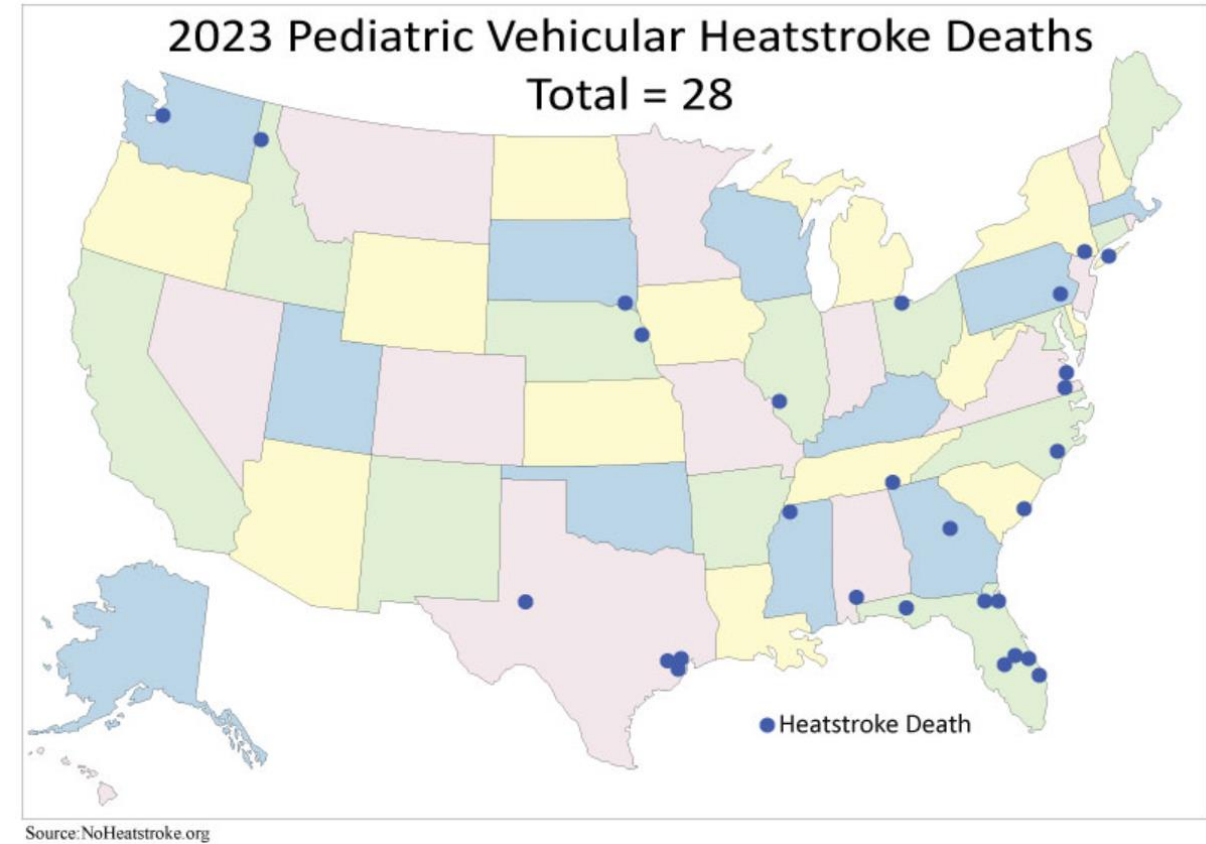 2023 Pediatric Vehicular Heatstroke Deaths
Total = 28
Heatstroke Death
Source:NoHeatstroke.org